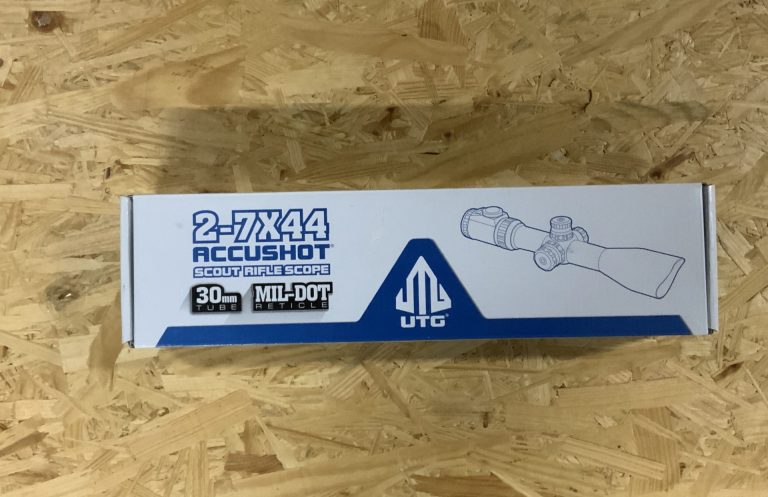 2-7X44
ACCUSHOT®
SCOUT RIFLE SCOPE
30mm TUBE
MIL-DOT RETICLE
UTG®